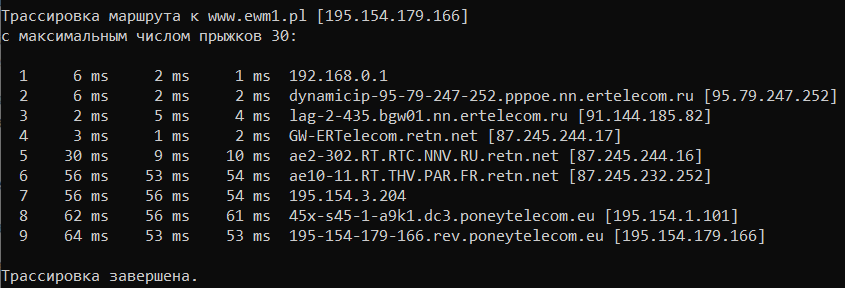 Трассировка маршрута к www.ewm1.pl [195.154.179.166]
с максимальным числом прыжков 30:
1 6 ms 2 ms 1 ms 192.168.0.1
2 6 ms 2 ms 2 ms dynamicip-95-79-247-252.pppoe.nn.ertelecom.ru [95.79.247.252]
3 2 ms 5 ms 4 ms lag-2-435.bgw01.nn.ertelecom.ru [91.144.185.82]
4 3 ms 1 ms 2 ms GW-ERTelecom.retn.net [87.245.244.17]
5 30 ms 9 ms 10 ms ae2-302.RT.RTC.NNV.RU.retn.net [87.245.244.16]
6 56 ms 53 ms 54 ms ae10-11.RT.THV.PAR.FR.retn.net [87.245.232.252]
7 56 ms 56 ms 54 ms 195.154.3.204
8 62 ms 56 ms 61 ms 45x-s45-1-a9k1.dc3.poneytelecom.eu [195.154.1.101]
9 64 ms 53 ms 53 ms 195-154-179-166.rev.poneytelecom.eu [195.154.179.166]
Трассировка завершена.